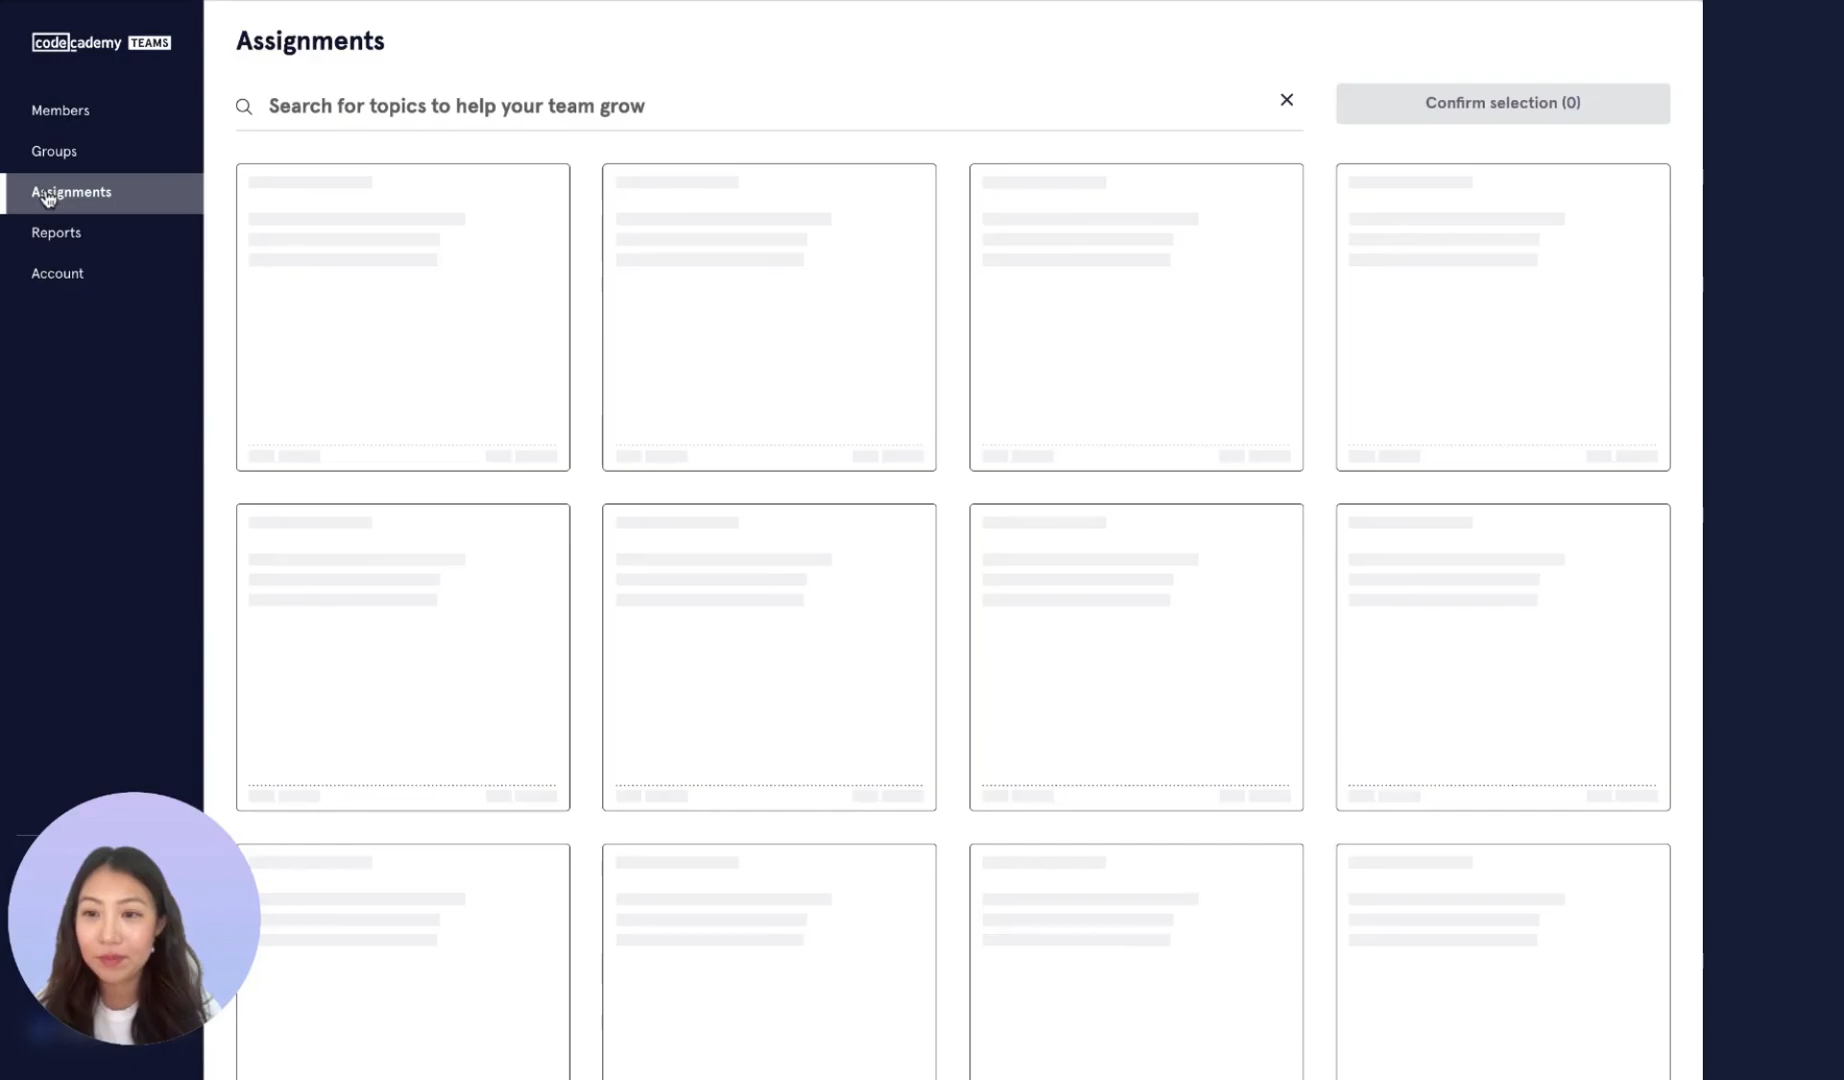 codecademy TEAMS
Members
Groups
Assignments
Reports
Account
Assignments
Search for topics to help your team grow
Confirm selection (0)